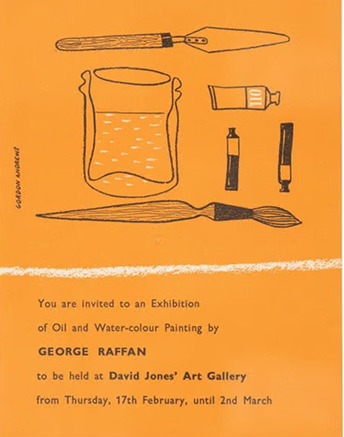 110
GORDON ANDREWS
You are invited to an Exhibition
of Oil and Water-colour Painting by
GEORGE RAFFAN
to be held at David Jones' Art Gallery
from Thursday, 17th February, until 2nd March